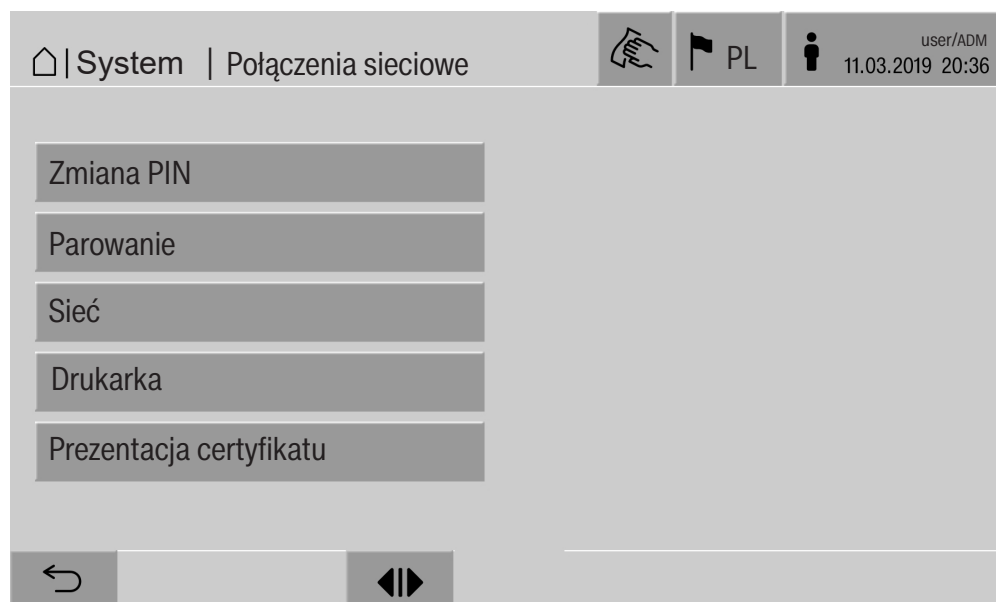 |System | Połączenia sieciowe
PL
user/ADM
11.03.2019 20:36
Zmiana PIN
Parowanie
Sieć
Drukarka
Prezentacja certyfikatu